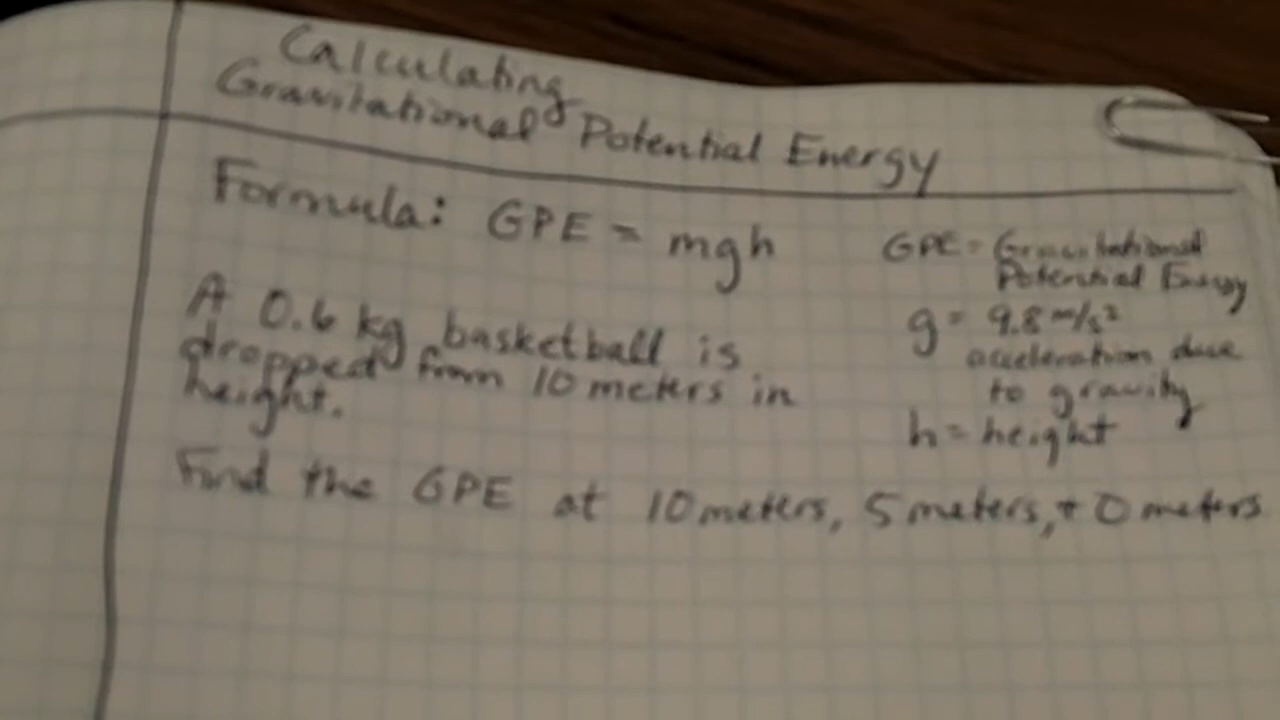 Calculating
Gravitational Potential Energy
Formula: GPE = mgh
GPE = Gravitational
Potential Energy
g = 9.8 m/s²
acceleration due
to gravity
h = height
A 0.6 kg basketball is
dropped from 10 meters in
height.
Find the GPE at 10 meters, 5 meters, + 0 meters